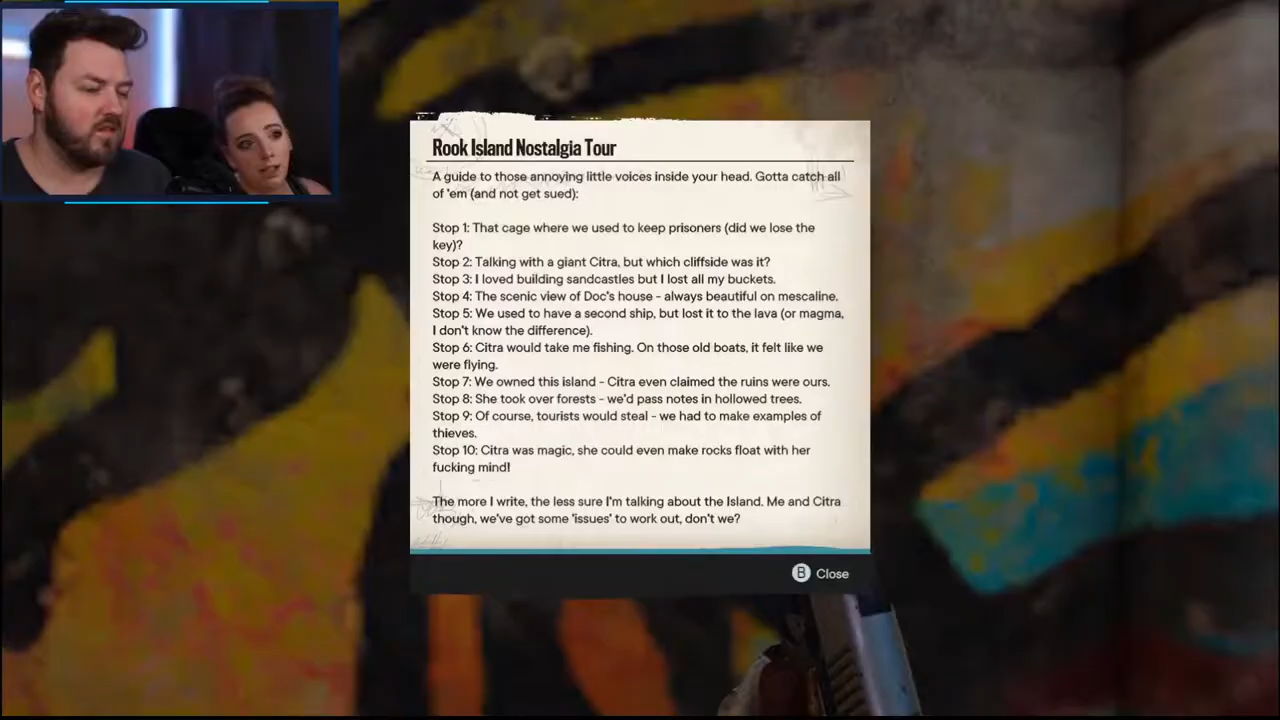 Rook Island Nostalgia Tour
A guide to those annoying little voices inside your head. Gotta catch all
of 'em (and not get sued):
Stop 1: That cage where we used to keep prisoners (did we lose the
key)?
Stop 2: Talking with a giant Citra, but which cliffside was it?
Stop 3: I loved building sandcastles but I lost all my buckets.
Stop 4: The scenic view of Doc's house - always beautiful on mescaline.
Stop 5: We used to have a second ship, but lost it to the lava (or magma,
I don't know the difference).
Stop 6: Citra would take me fishing. On those old boats, it felt like we
were flying.
Stop 7: We owned this island - Citra even claimed the ruins were ours.
Stop 8: She took over forests - we'd pass notes in hollowed trees.
Stop 9: Of course, tourists would steal - we had to make examples of
thieves.
Stop 10: Citra was magic, she could even make rocks float with her
fucking mind!
The more I write, the less sure I'm talking about the Island. Me and Citra
though, we've got some 'issues' to work out, don't we?
B Close